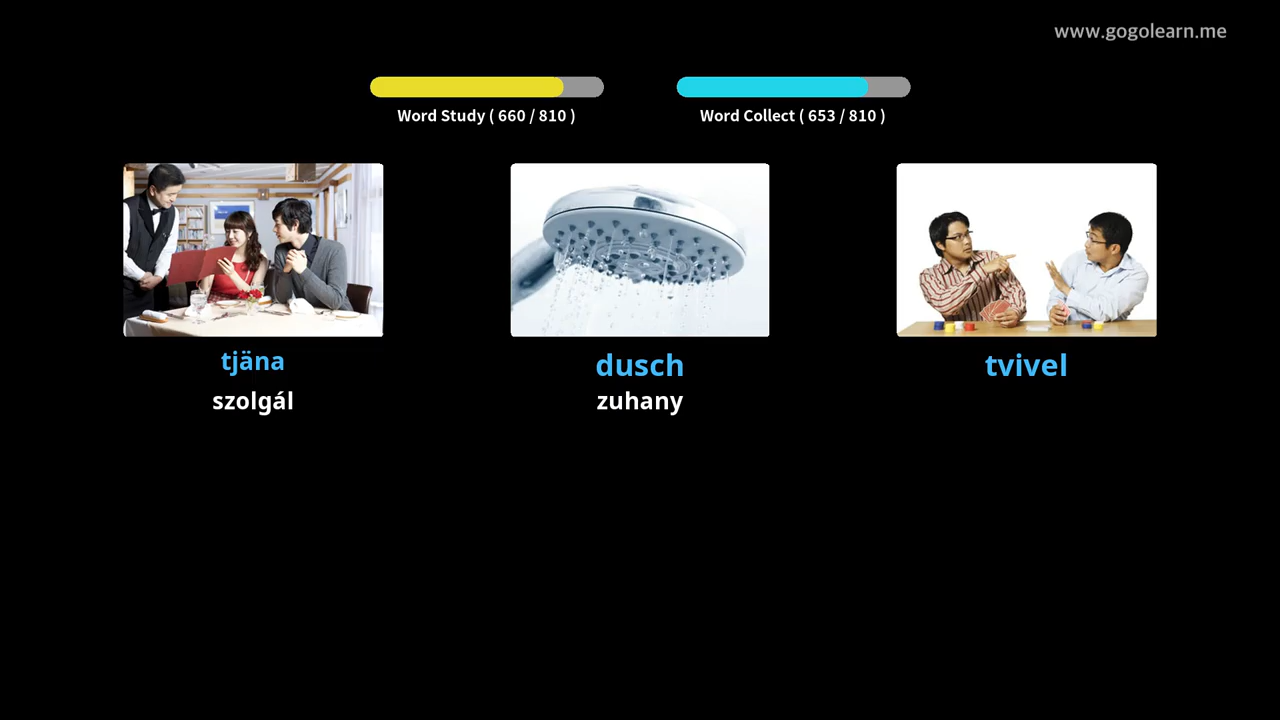 www.gogolearn.me
Word Study ( 660 / 810 )
Word Collect ( 653 / 810 )
tjäna
dusch
tvivel
szolgál
zuhany